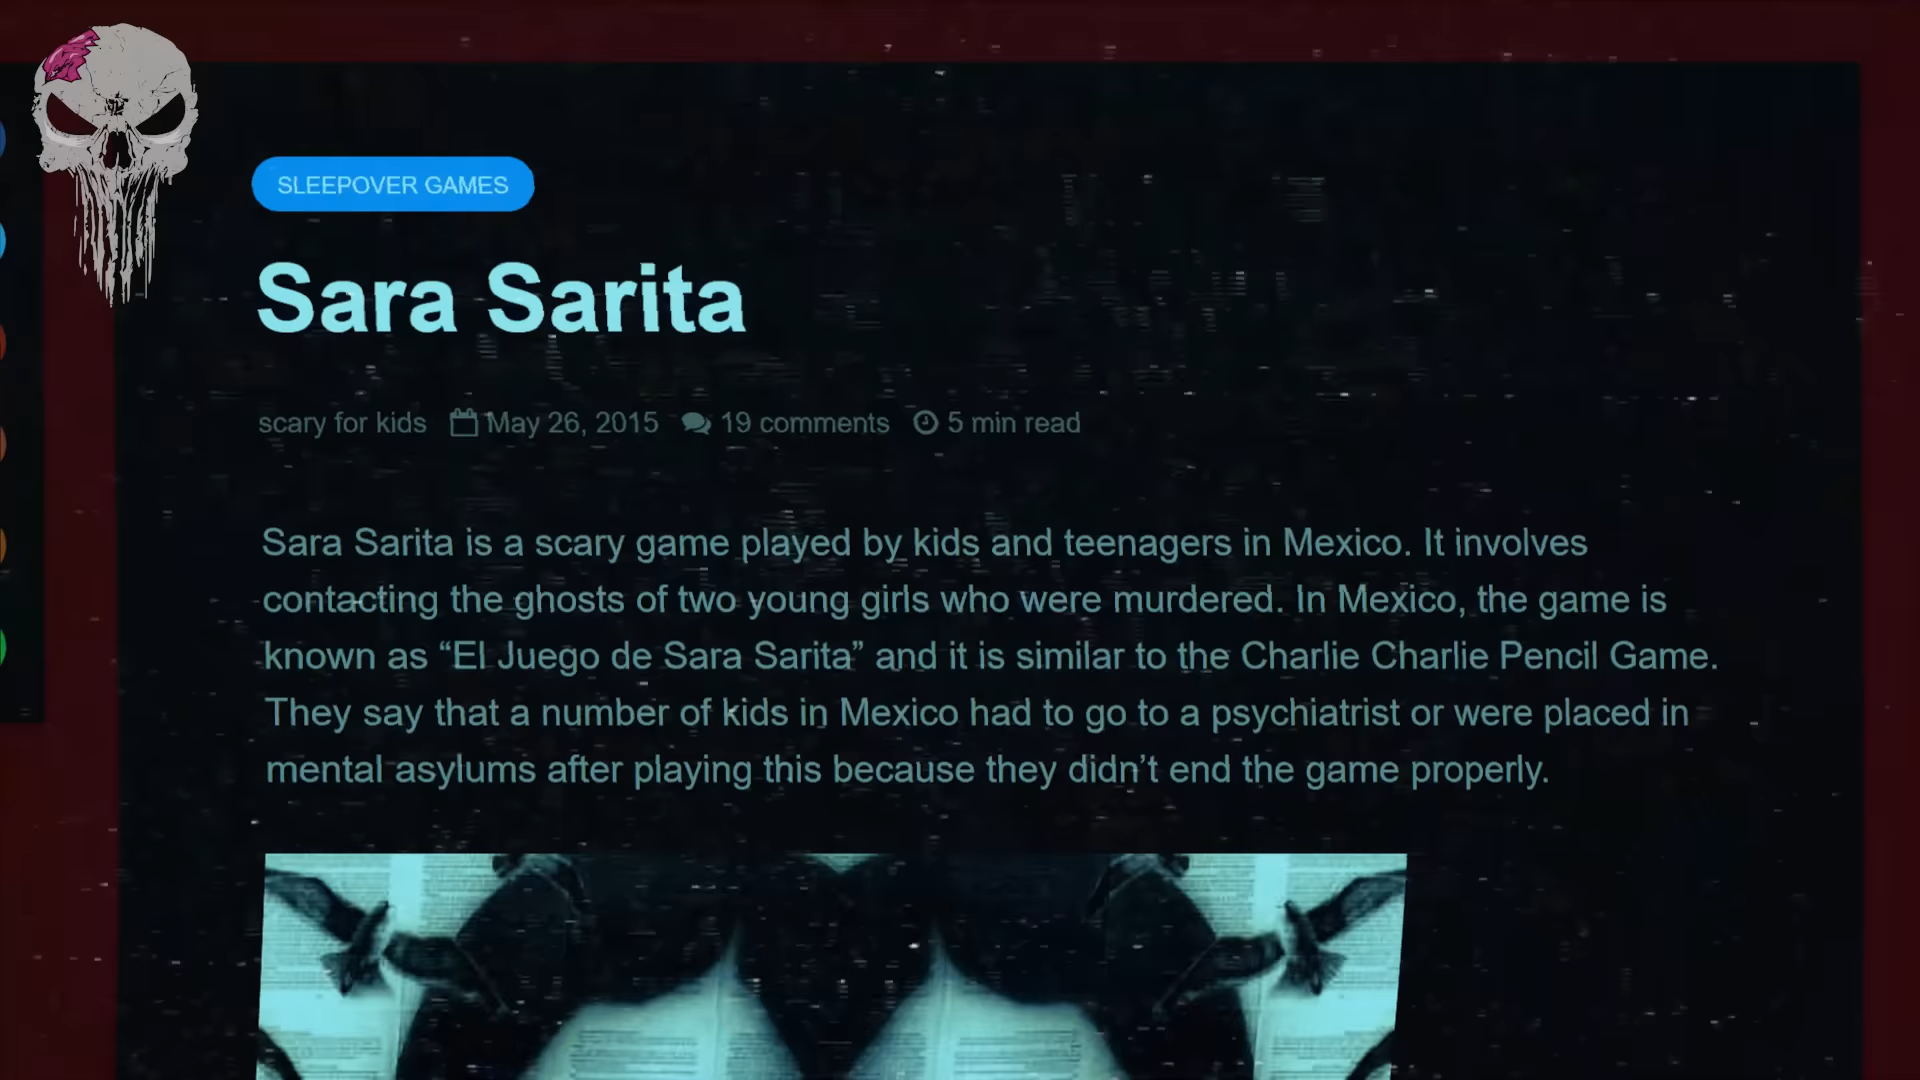 SLEEPOVER GAMES
Sara Sarita
scary for kids May 26, 2015 19 comments 5 min read
Sara Sarita is a scary game played by kids and teenagers in Mexico. It involves
contacting the ghosts of two young girls who were murdered. In Mexico, the game is
known as “El Juego de Sara Sarita” and it is similar to the Charlie Charlie Pencil Game.
They say that a number of kids in Mexico had to go to a psychiatrist or were placed in
mental asylums after playing this because they didn’t end the game properly.